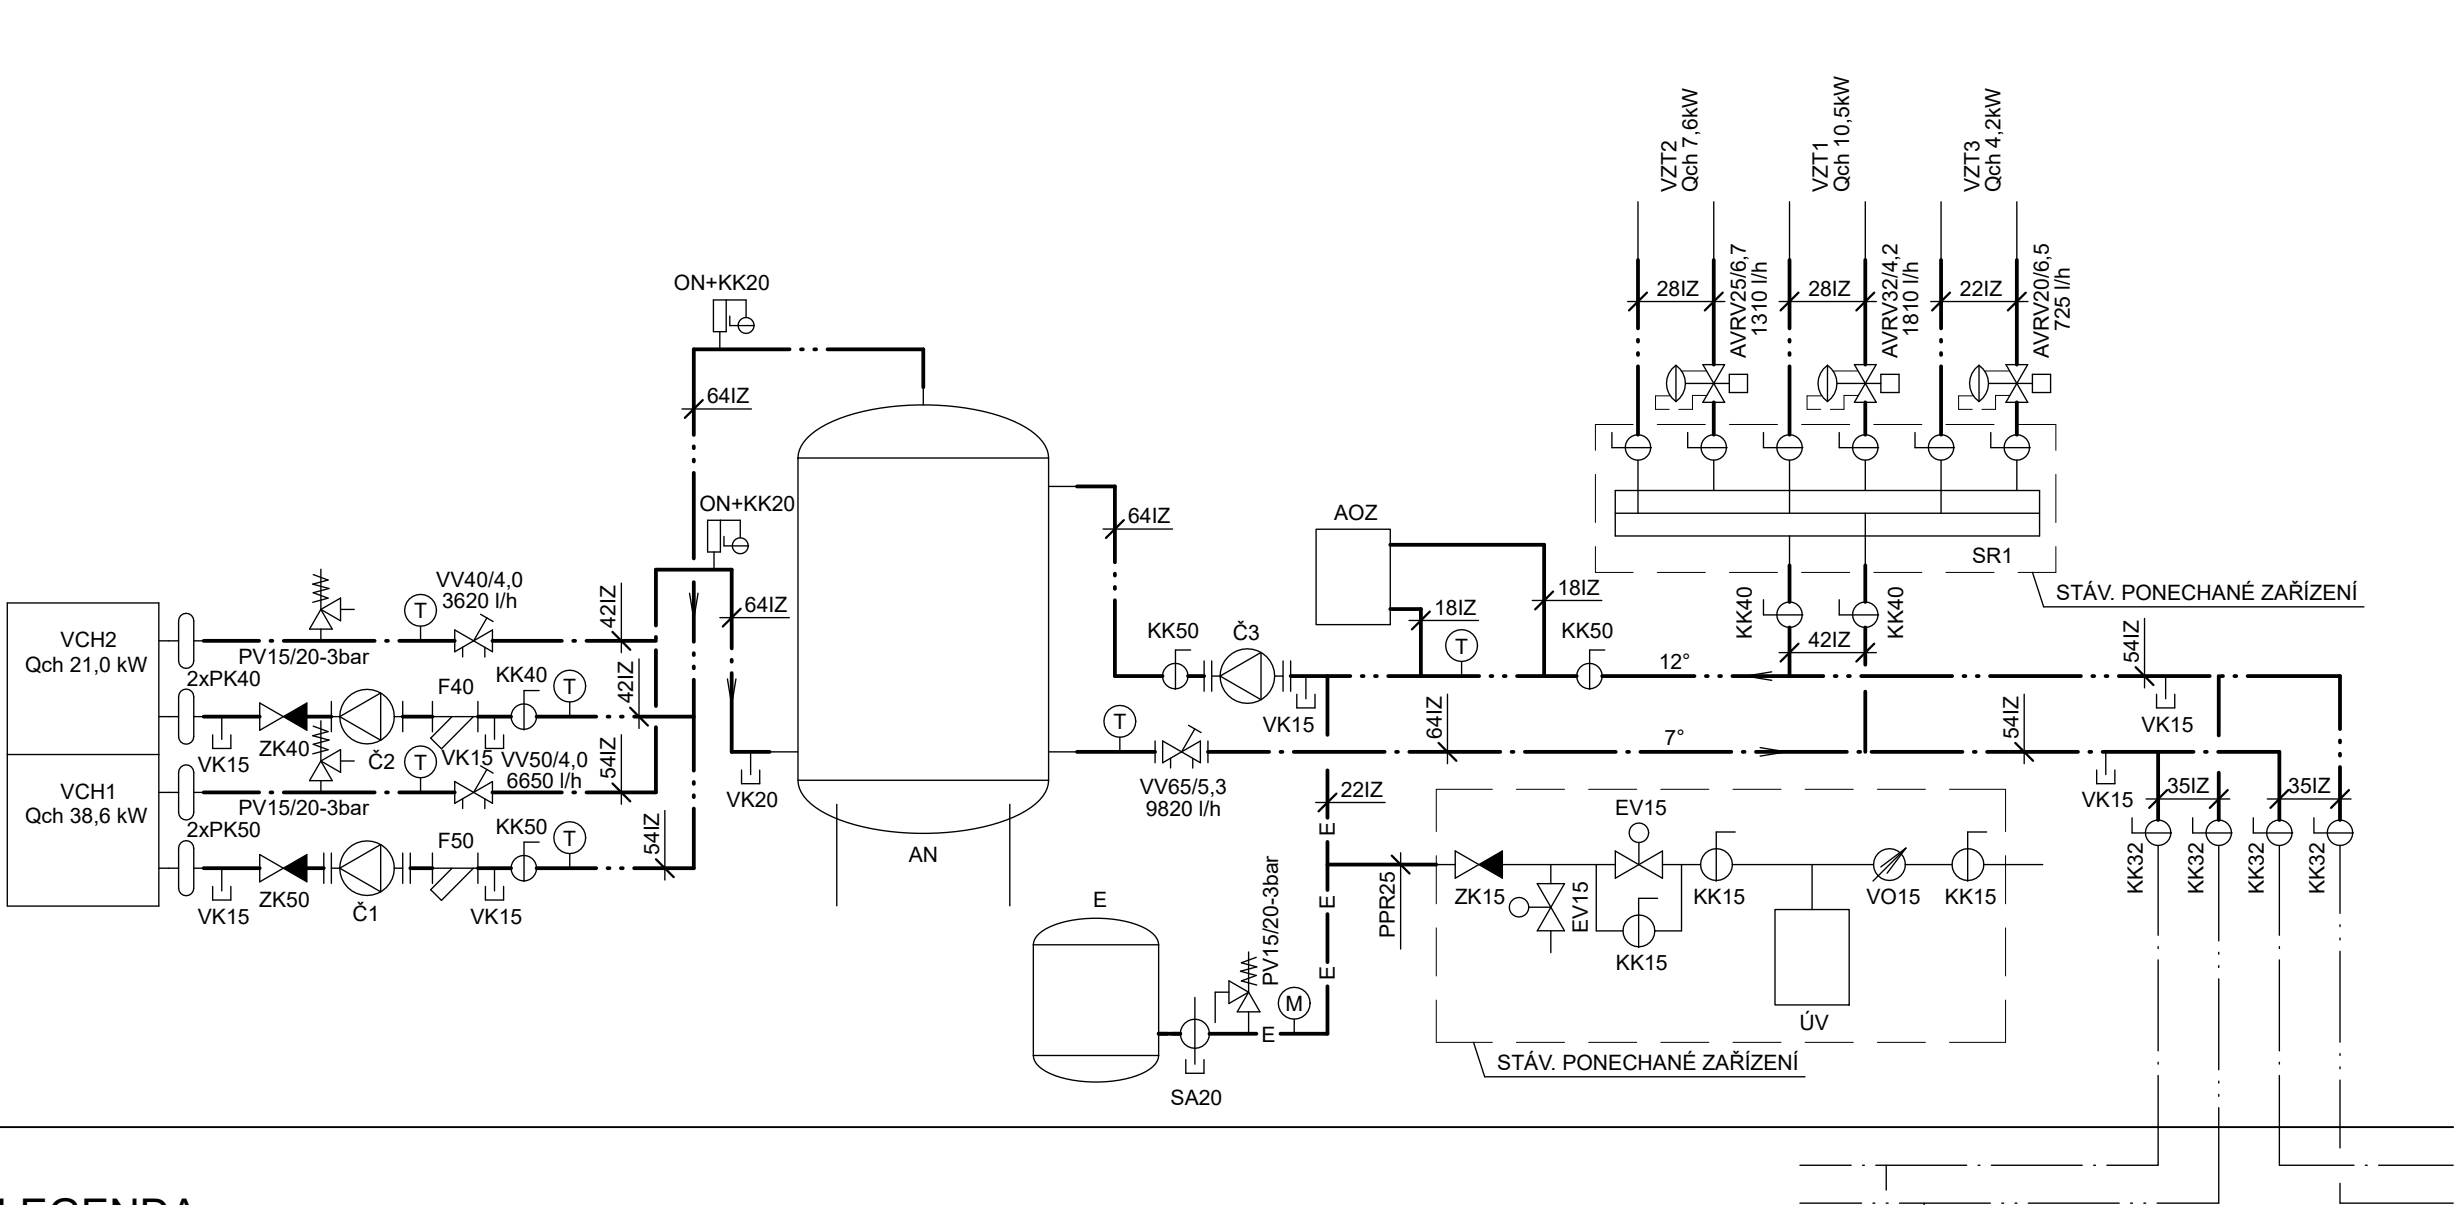 VZT2
Qch 7,6kW
VZT1
Qch 10,5kW
VZT3
Qch 4,2kW
28IZ
AVRV25/6,7
1310 l/h
28IZ
AVRV32/4,2
1810 l/h
22IZ
AVRV20/6,5
725 l/h
ON+KK20
64IZ
ON+KK20
64IZ
64IZ
AOZ
18IZ
18IZ
SR1
STÁV. PONECHANÉ ZAŘÍZENÍ
KK40
KK40
42IZ
VCH2
Qch 21,0 kW
2xPK40
PV15/20-3bar
T
VV40/4,0
3620 l/h
42IZ
KK40
T
42IZ
F40
VK15
ZK40
Č2
VK15
VCH1
Qch 38,6 kW
2xPK50
PV15/20-3bar
T
VV50/4,0
6650 l/h
54IZ
KK50
T
54IZ
F50
VK15
ZK50
Č1
VK15
VK20
AN
KK50
Č3
VK15
T
KK50
12°
54IZ
VK15
T
VV65/5,3
9820 l/h
64IZ
7°
54IZ
VK15
35IZ
35IZ
KK32
KK32
KK32
KK32
22IZ
E
E
E
E
E
SA20
PV15/20-3bar
M
PPR25
ZK15
EV15
EV15
KK15
KK15
VO15
KK15
ÚV
STÁV. PONECHANÉ ZAŘÍZENÍ
LEGENDA